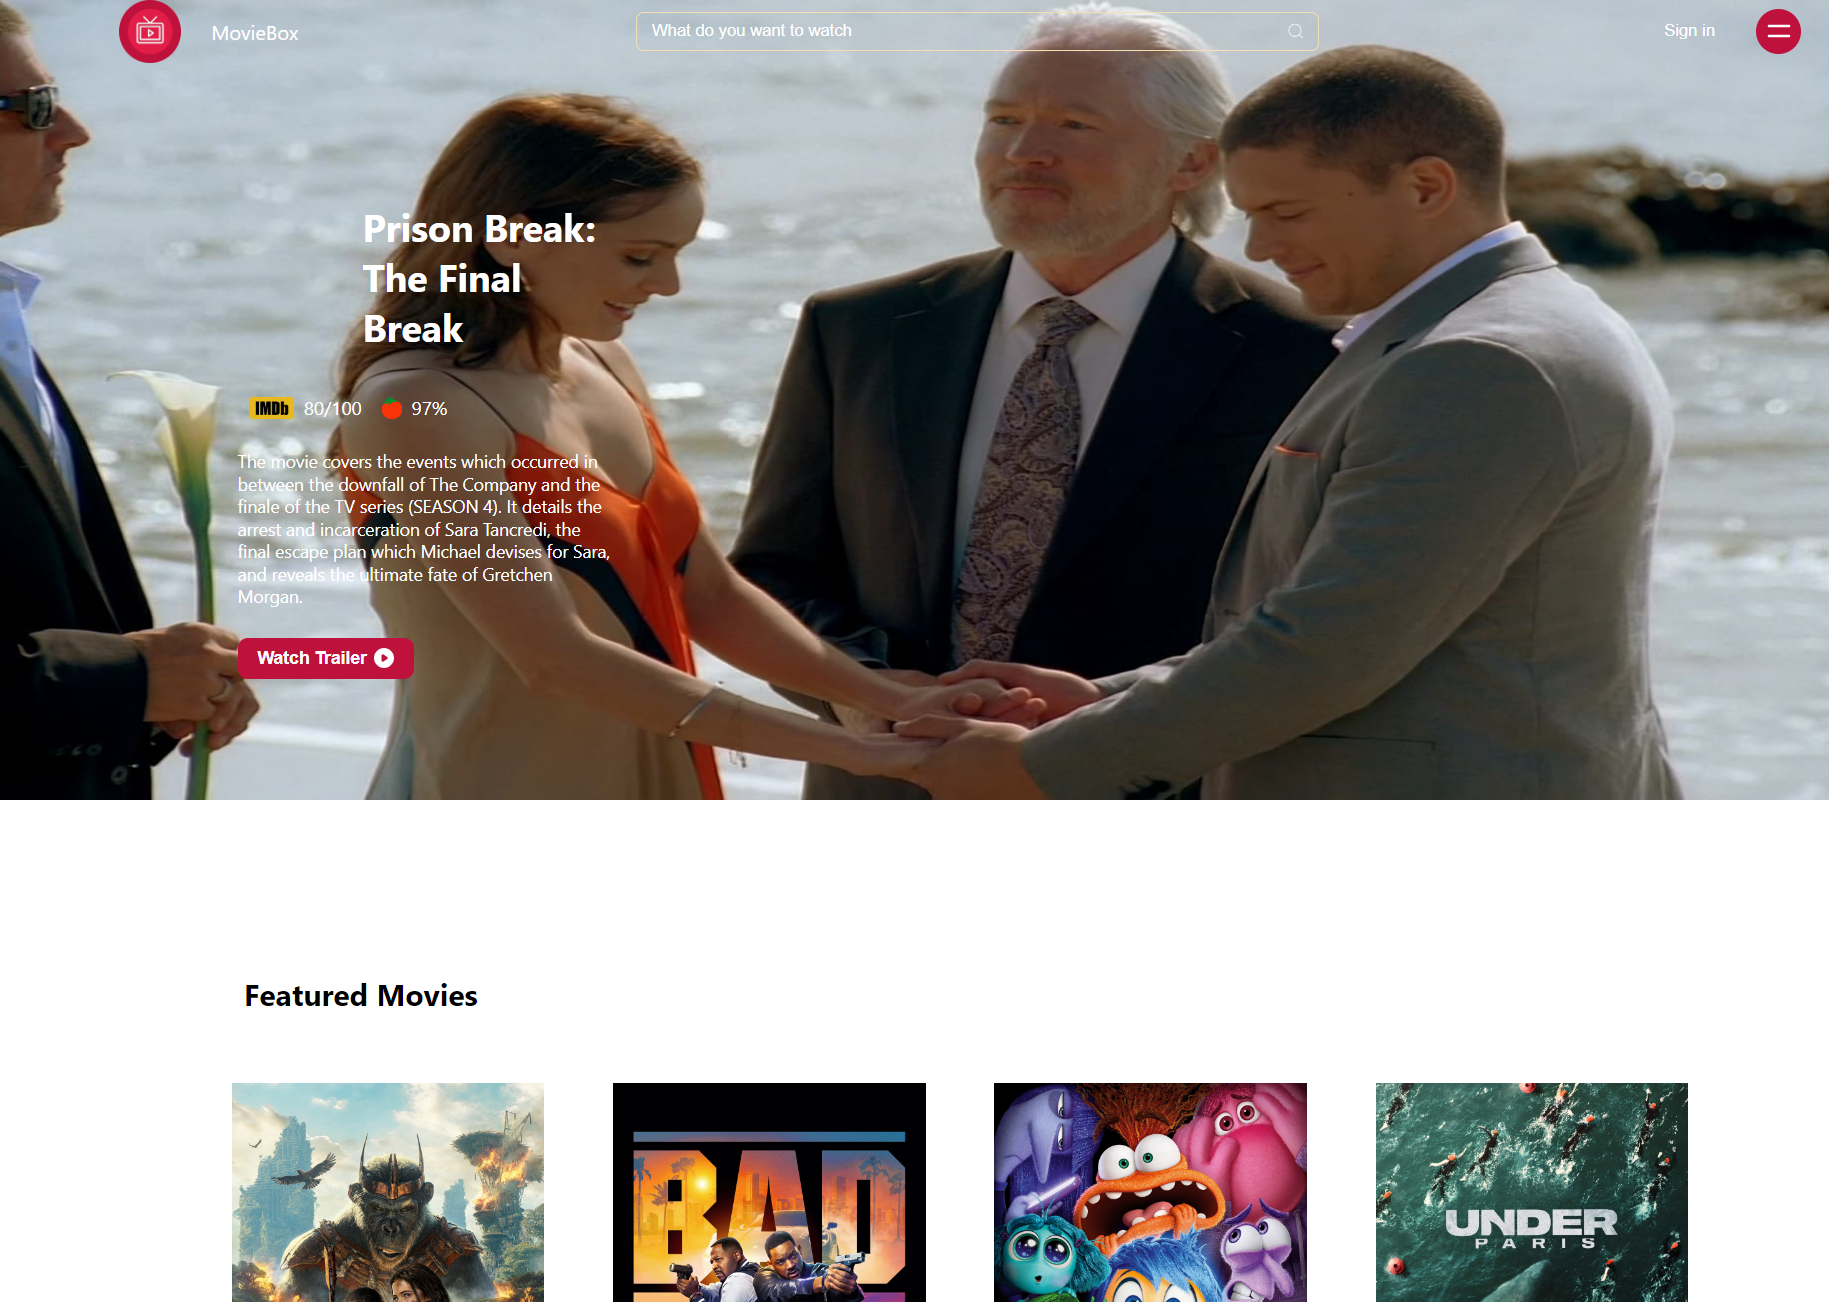 MovieBox
What do you want to watch
Sign in
Prison Break:
The Final
Break
IMDb 80/100 97%
The movie covers the events which occurred in
between the downfall of The Company and the
finale of the TV series (SEASON 4). It details the
arrest and incarceration of Sara Tancredi, the
final escape plan which Michael devises for Sara,
and reveals the ultimate fate of Gretchen
Morgan.
Watch Trailer
Featured Movies
BAD
UNDER
PARIS